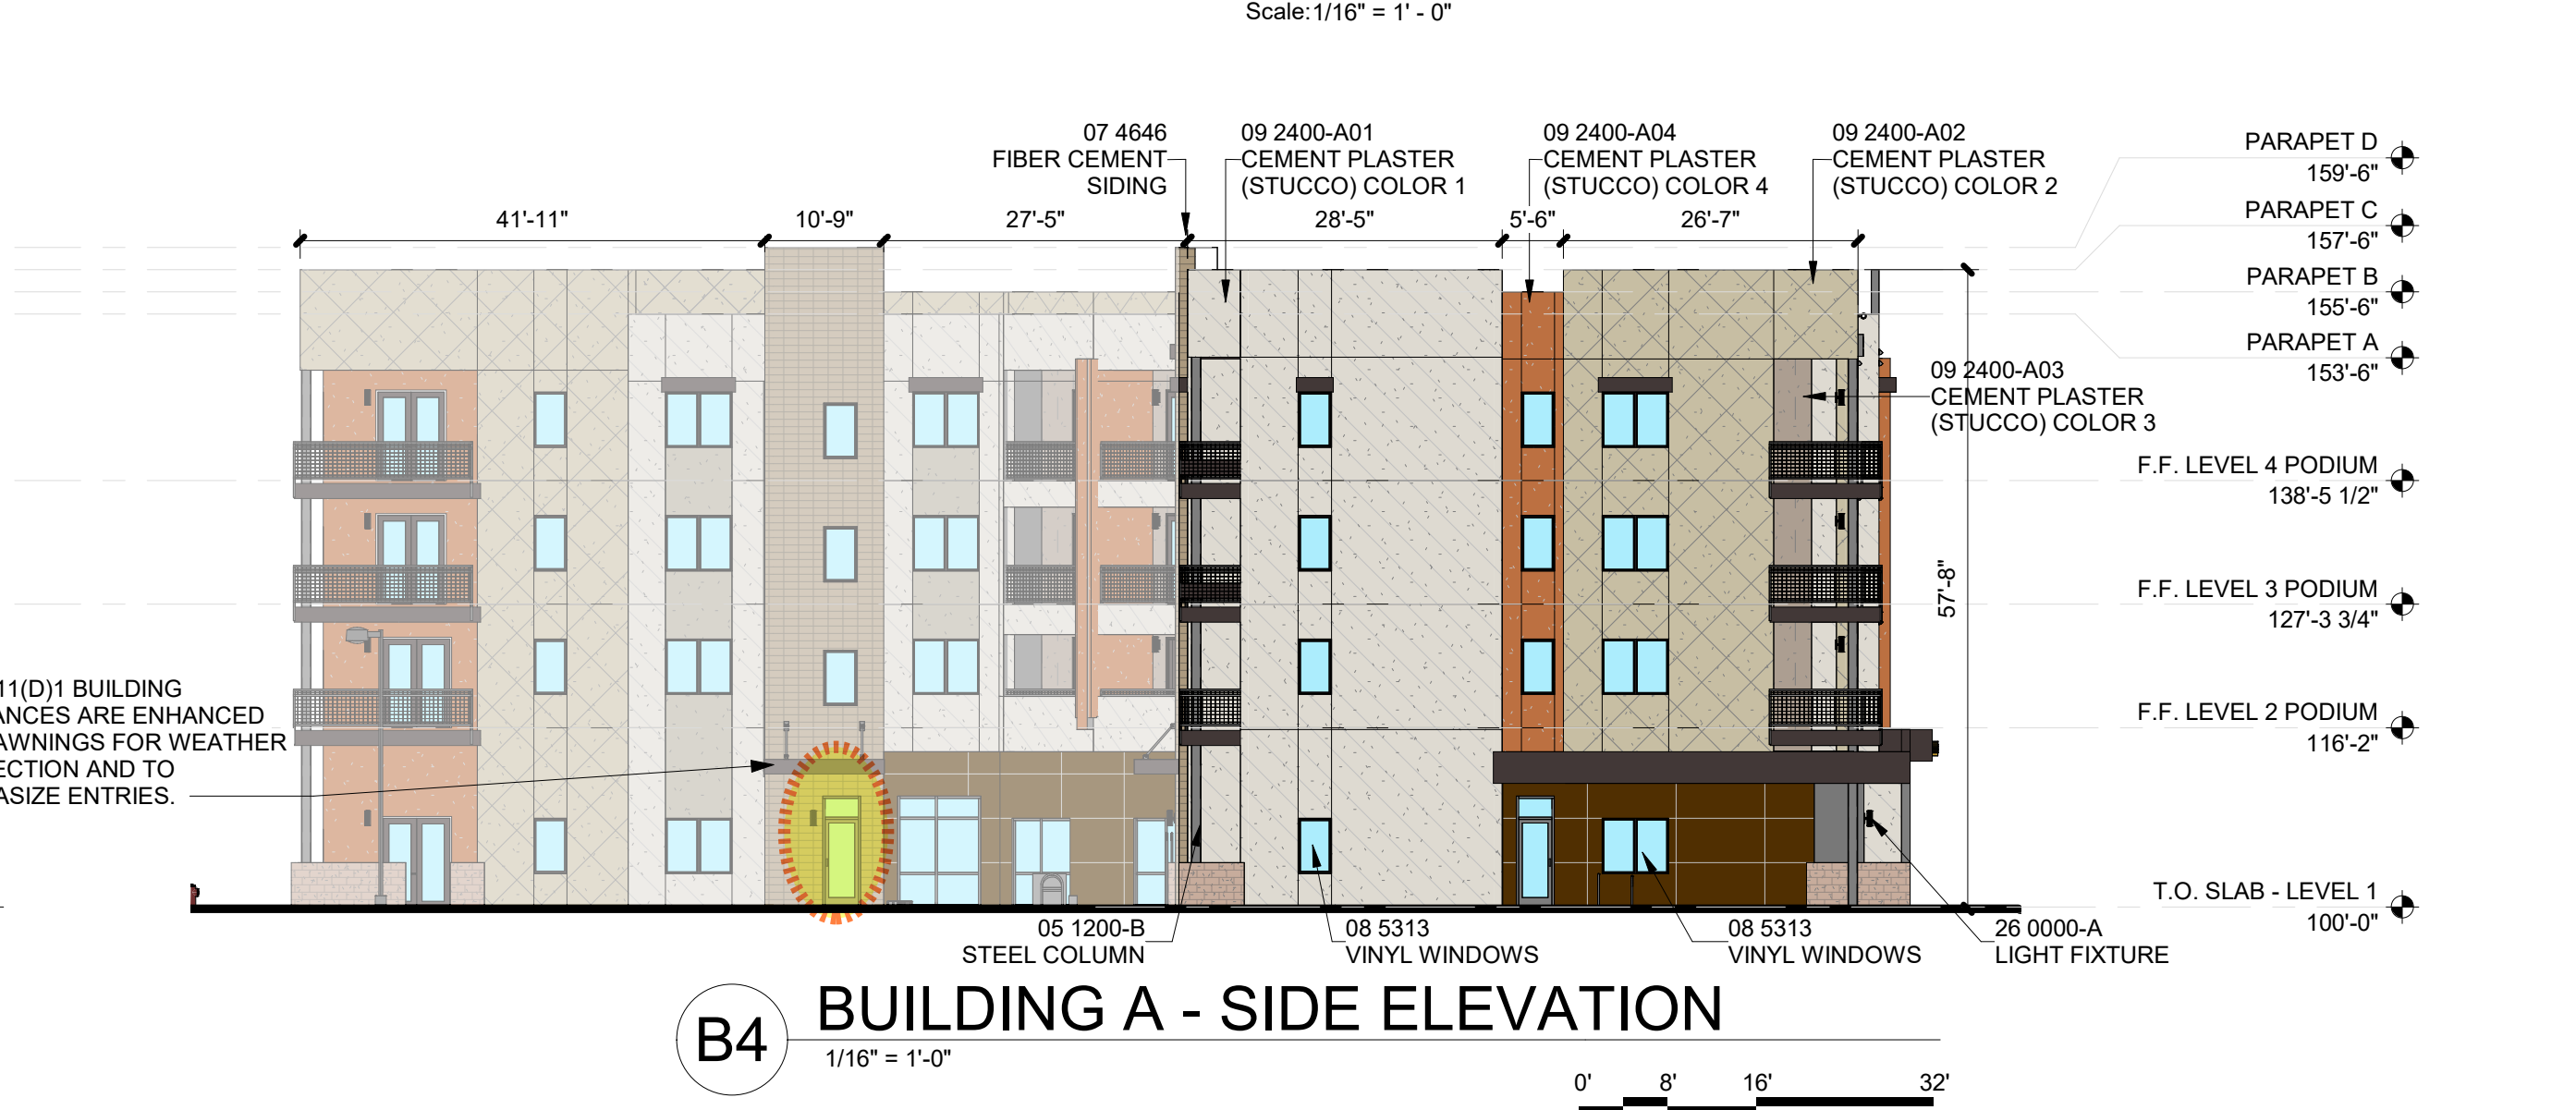 Scale:1/16" = 1' - 0"
07 4646
FIBER CEMENT
SIDING
09 2400-A01
CEMENT PLASTER
(STUCCO) COLOR 1
09 2400-A04
CEMENT PLASTER
(STUCCO) COLOR 4
09 2400-A02
CEMENT PLASTER
(STUCCO) COLOR 2
PARAPET D
159'-6"
PARAPET C
157'-6"
PARAPET B
155'-6"
PARAPET A
153'-6"
41'-11"
10'-9"
27'-5"
28'-5"
5'-6"
26'-7"
09 2400-A03
CEMENT PLASTER
(STUCCO) COLOR 3
F.F. LEVEL 4 PODIUM
138'-5 1/2"
F.F. LEVEL 3 PODIUM
127'-3 3/4"
57'-8"
F.F. LEVEL 2 PODIUM
116'-2"
11(D)1 BUILDING
ANCES ARE ENHANCED
AWNINGS FOR WEATHER
ECTION AND TO
ASIZE ENTRIES.
T.O. SLAB - LEVEL 1
100'-0"
05 1200-B
STEEL COLUMN
08 5313
VINYL WINDOWS
08 5313
VINYL WINDOWS
26 0000-A
LIGHT FIXTURE
B4
BUILDING A - SIDE ELEVATION
1/16" = 1'-0"
0' 8' 16' 32'